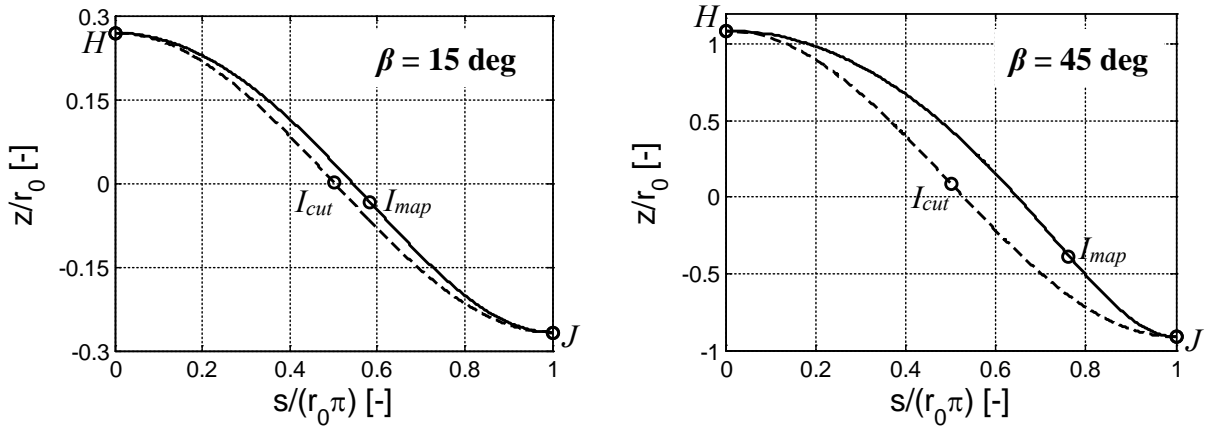 0.3
0.15
0
-0.15
-0.3
z/r0 [-]
H
β = 15 deg
Icut
Imap
J
0 0.2 0.4 0.6 0.8 1
s/(r0π) [-]
1
0.5
0
-0.5
-1
z/r0 [-]
H
β = 45 deg
Icut
Imap
J
0 0.2 0.4 0.6 0.8 1
s/(r0π) [-]